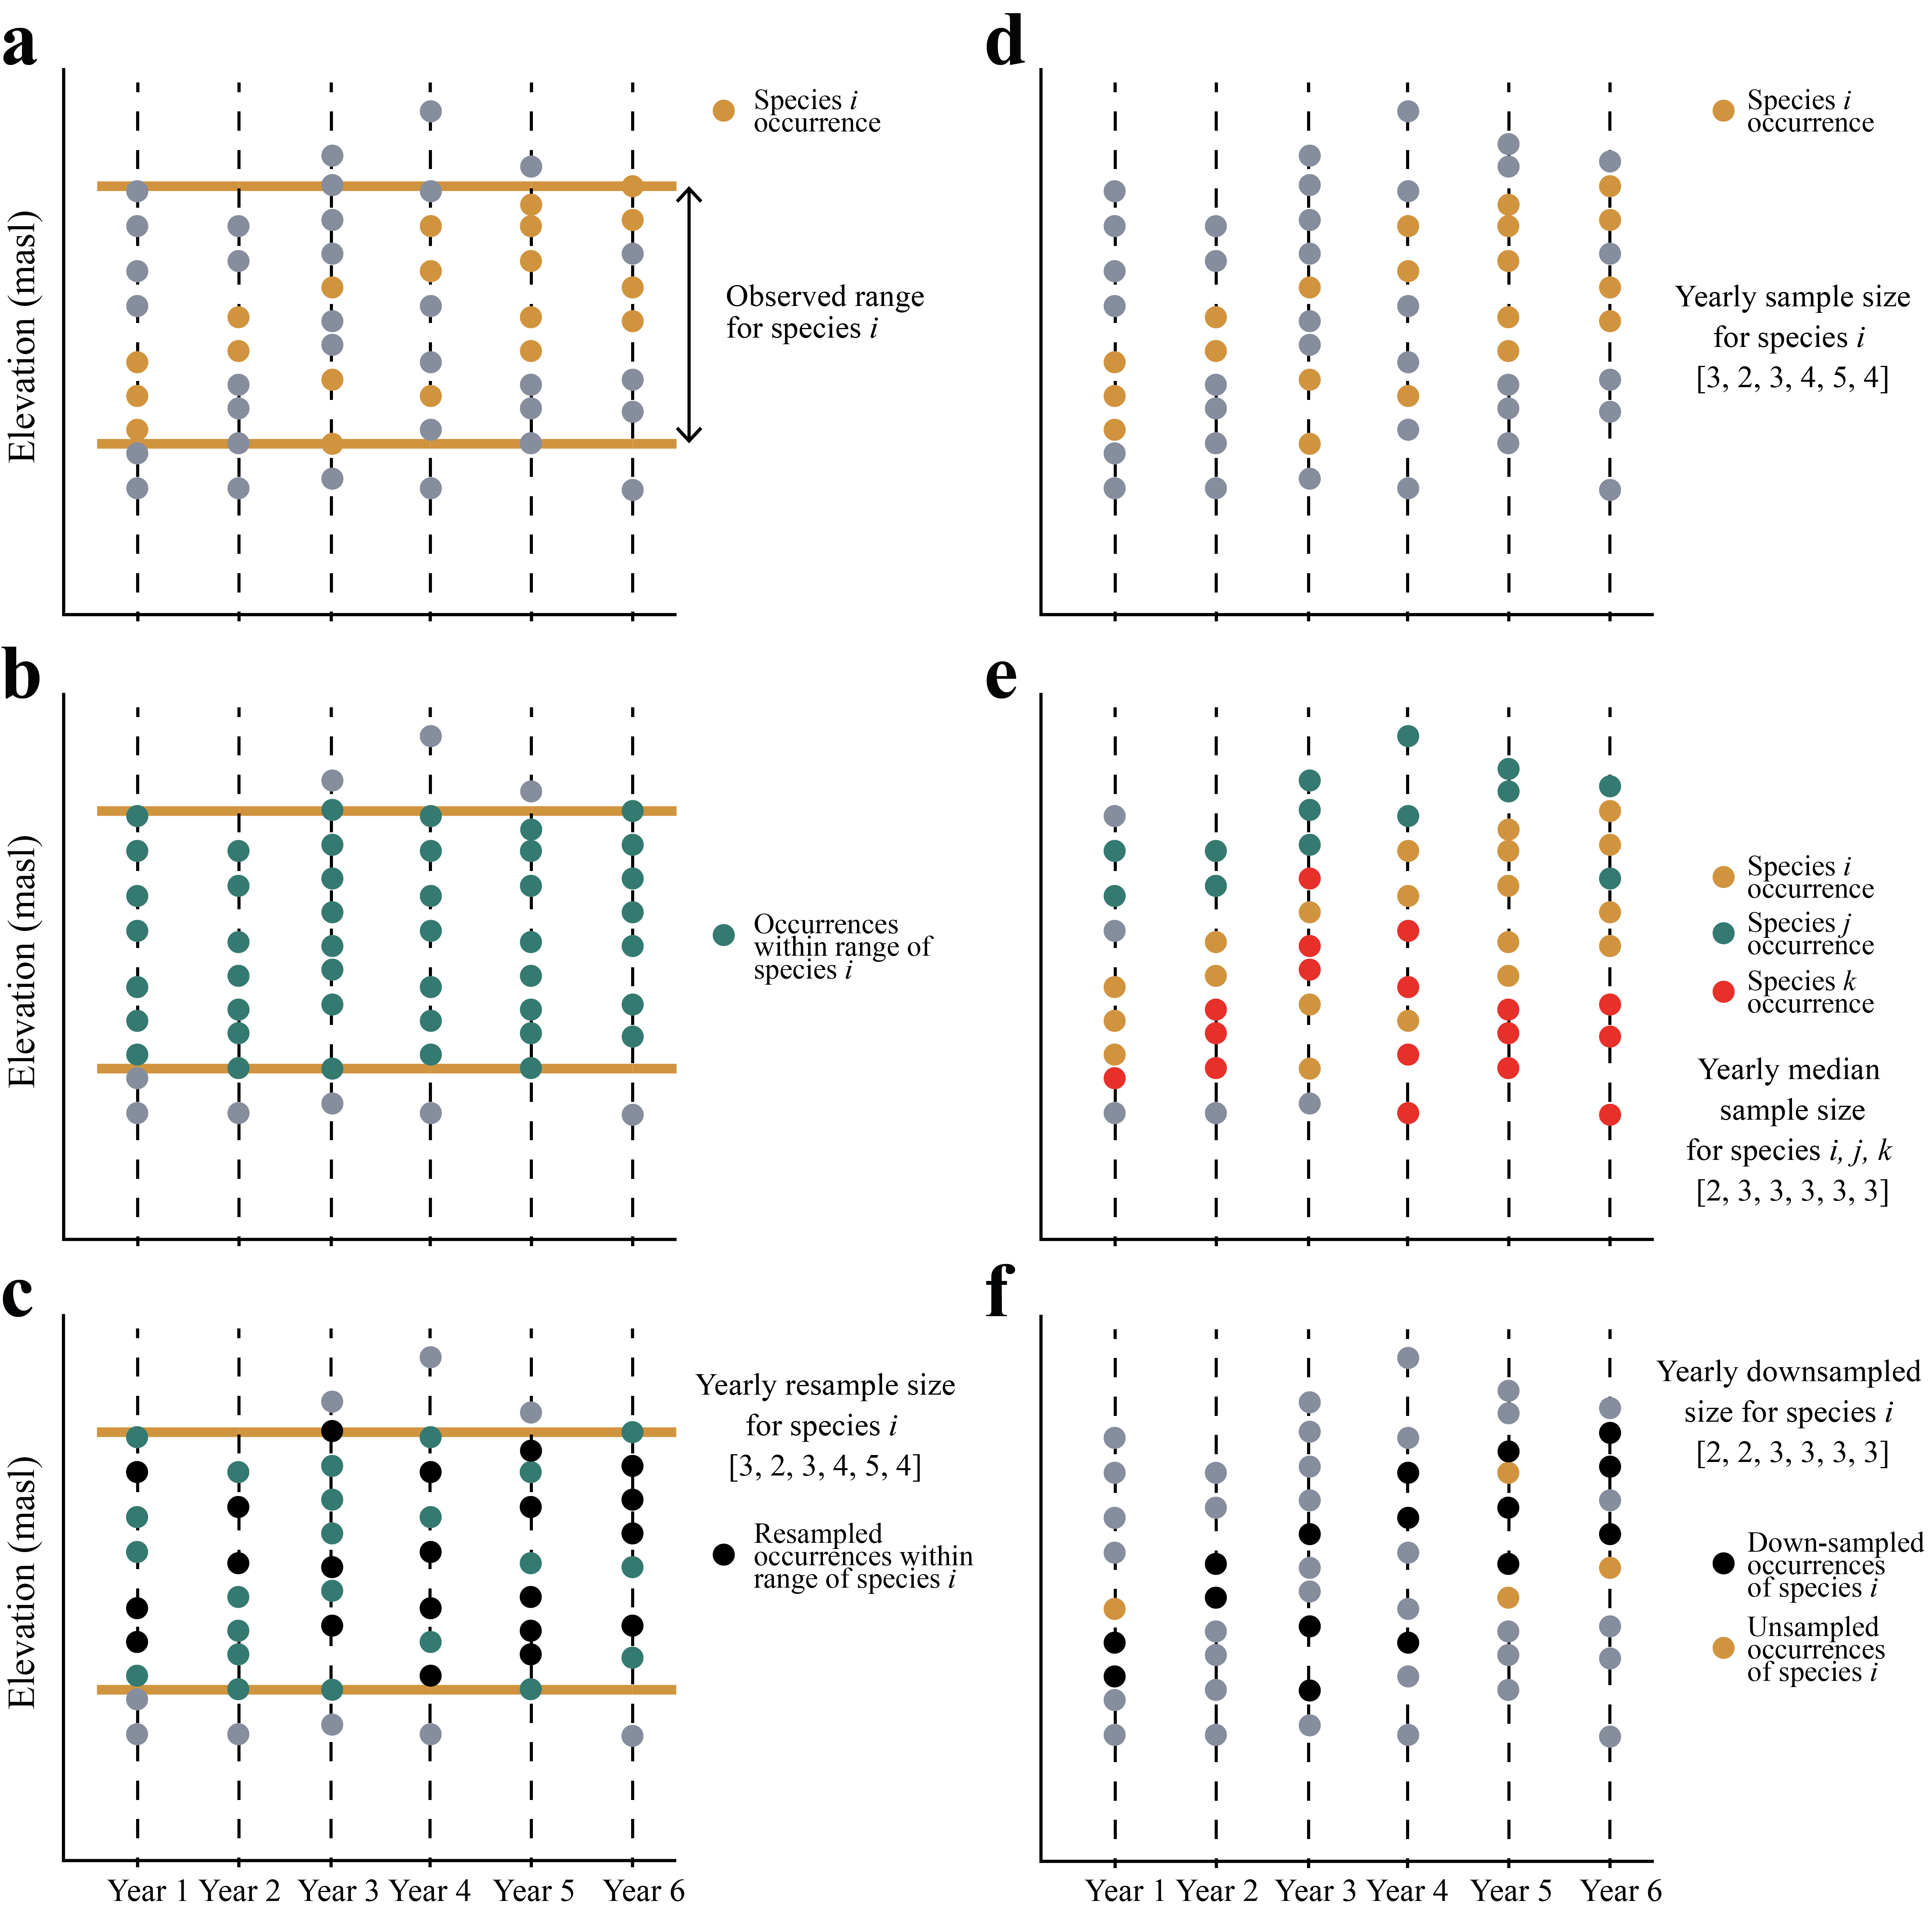 a
Elevation (masl)
Species i
occurrence
Observed range
for species i
b
Elevation (masl)
Occurrences
within range of
species i
c
Elevation (masl)
Yearly resample size
for species i
[3, 2, 3, 4, 5, 4]
Resampled
occurrences within
range of species i
Year 1 Year 2 Year 3 Year 4 Year 5 Year 6
d
Species i
occurrence
Yearly sample size
for species i
[3, 2, 3, 4, 5, 4]
e
Species i
occurrence
Species j
occurrence
Species k
occurrence
Yearly median
sample size
for species i, j, k
[2, 3, 3, 3, 3, 3]
f
Yearly downsampled
size for species i
[2, 2, 3, 3, 3, 3]
Down-sampled
occurrences
of species i
Unsampled
occurrences
of species i
Year 1 Year 2 Year 3 Year 4 Year 5 Year 6